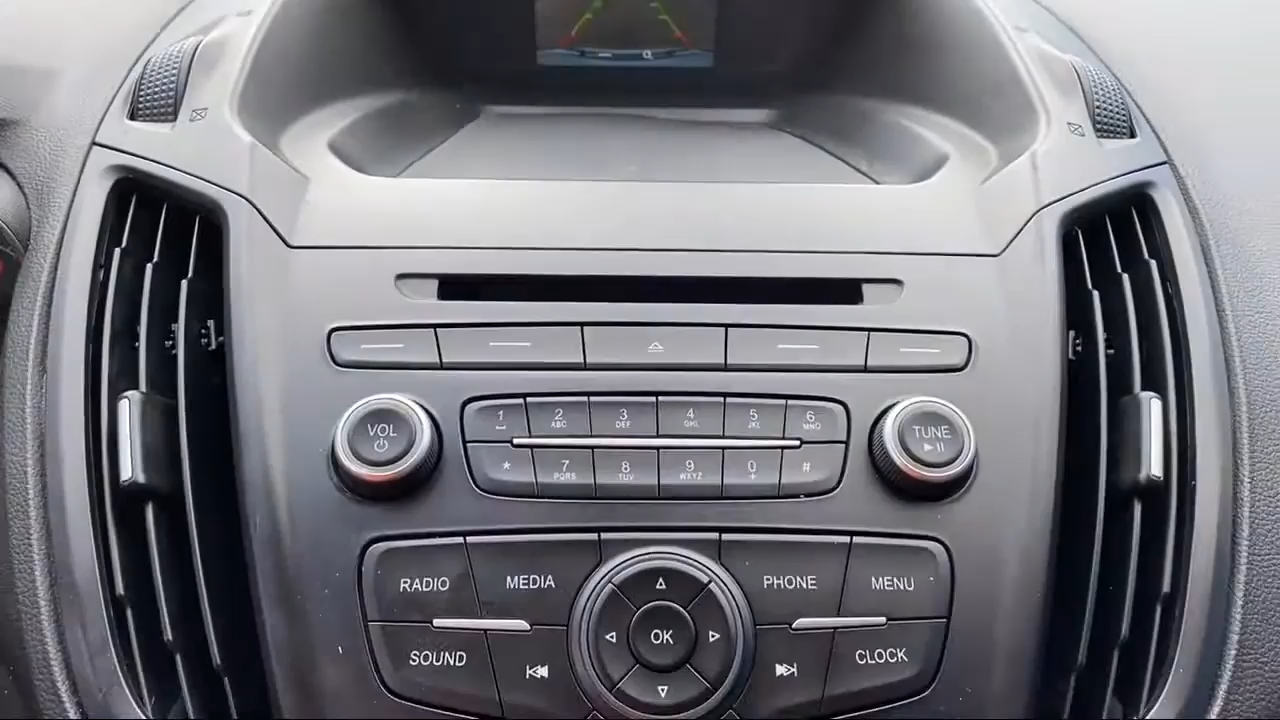 VOL
TUNE
1
2 ABC
3 DEF
4 GHI
5 JKL
6 MNO
*
7 PQRS
8 TUV
9 WXYZ
0 +
#
RADIO
MEDIA
PHONE
MENU
OK
SOUND
CLOCK